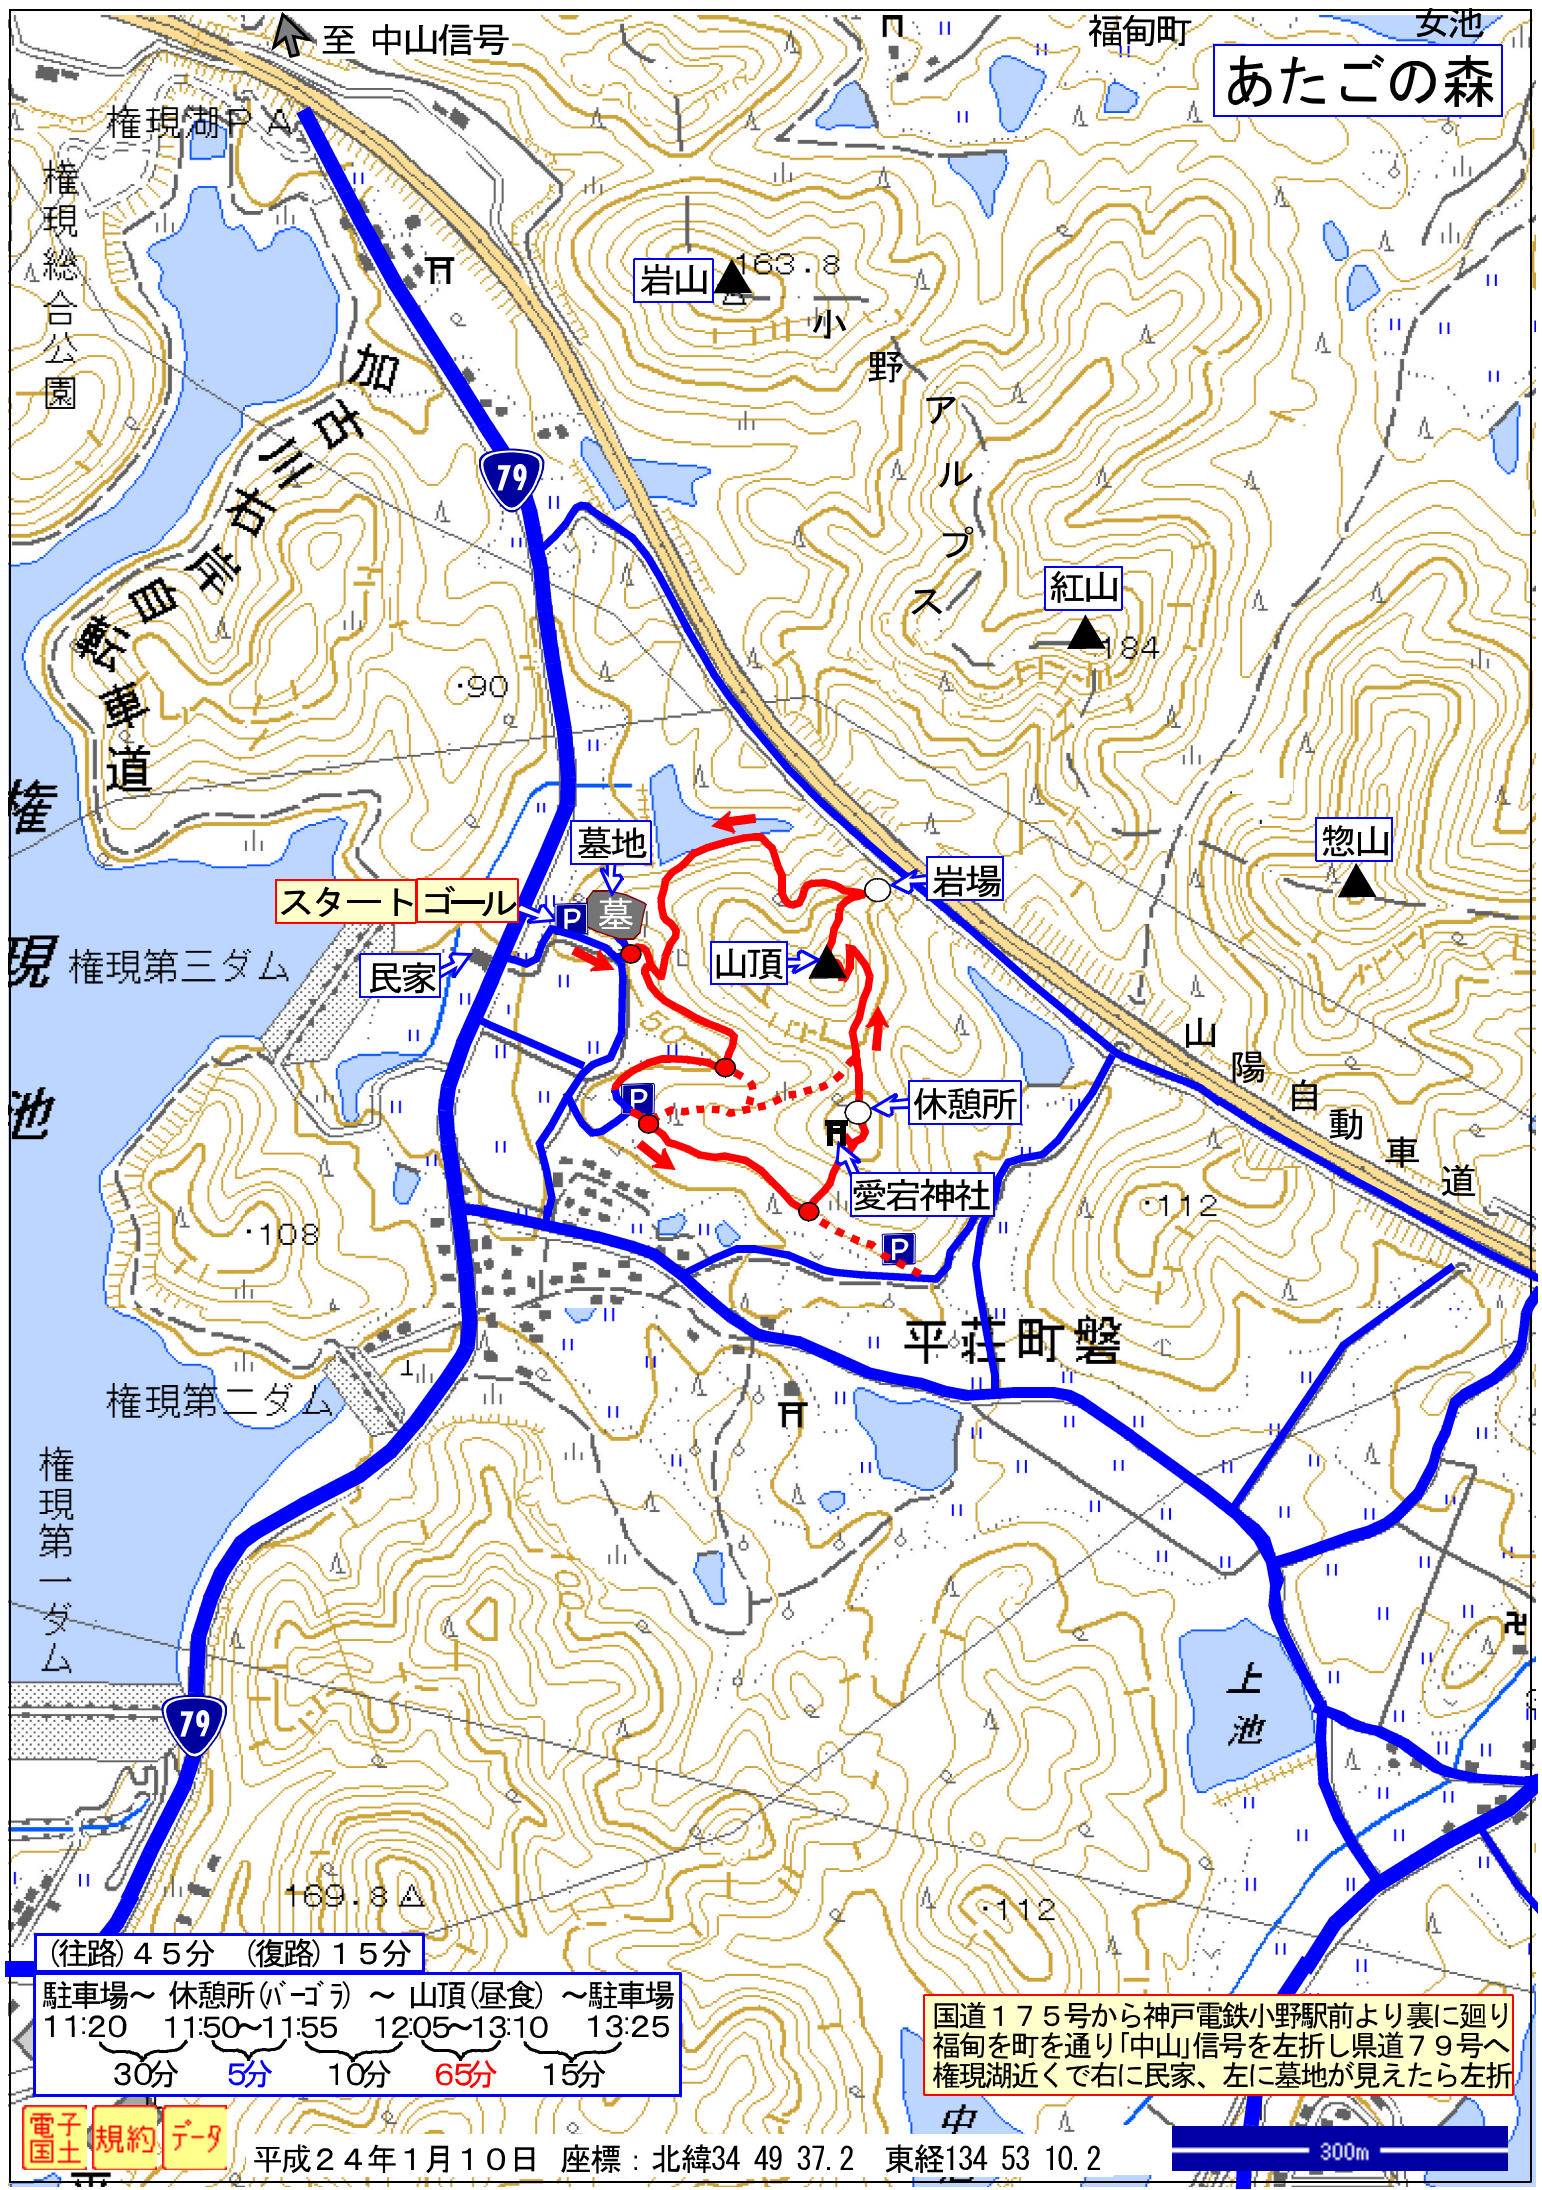 至 中山信号
福甸町
女池
あたごの森
権現湖PA
権現総合公園
岩山
163.8
小野アルプス
加古川右岸自転車道
79
紅山
184
・90
惣山
墓地
岩場
スタート
ゴール
P
墓
山頂
民家
権現第三ダム
権現池
50
山陽自動車道
P
休憩所
愛宕神社
・112
・108
P
平荘町磐
権現第二ダム
権現第一ダム
100
上池
79
169.8
・112
(往路)45分 (復路)15分
駐車場～ 休憩所(パーゴラ) ～ 山頂(昼食) ～駐車場
11:20 11:50～11:55 12:05～13:10 13:25
30分 5分 10分 65分 15分
国道175号から神戸電鉄小野駅前より裏に廻り
福甸を町を通り「中山」信号を左折し県道79号へ
権現湖近くで右に民家、左に墓地が見えたら左折
電子国土
規約
データ
平成24年1月10日 座標：北緯34 49 37.2 東経134 53 10.2
中
300m